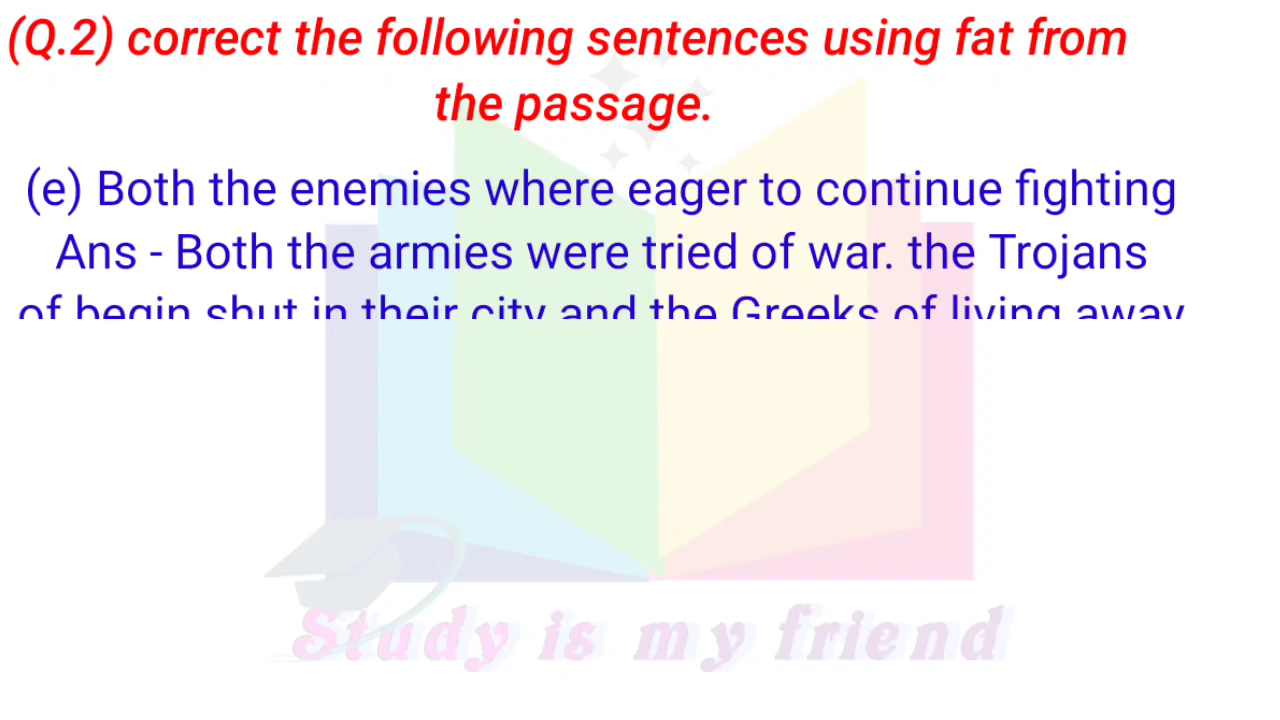 (Q.2) correct the following sentences using fat from
the passage.
(e) Both the enemies where eager to continue fighting
Ans - Both the armies were tried of war. the Trojans
of begin shut in their city and the Greeks of living away
Study is my friend